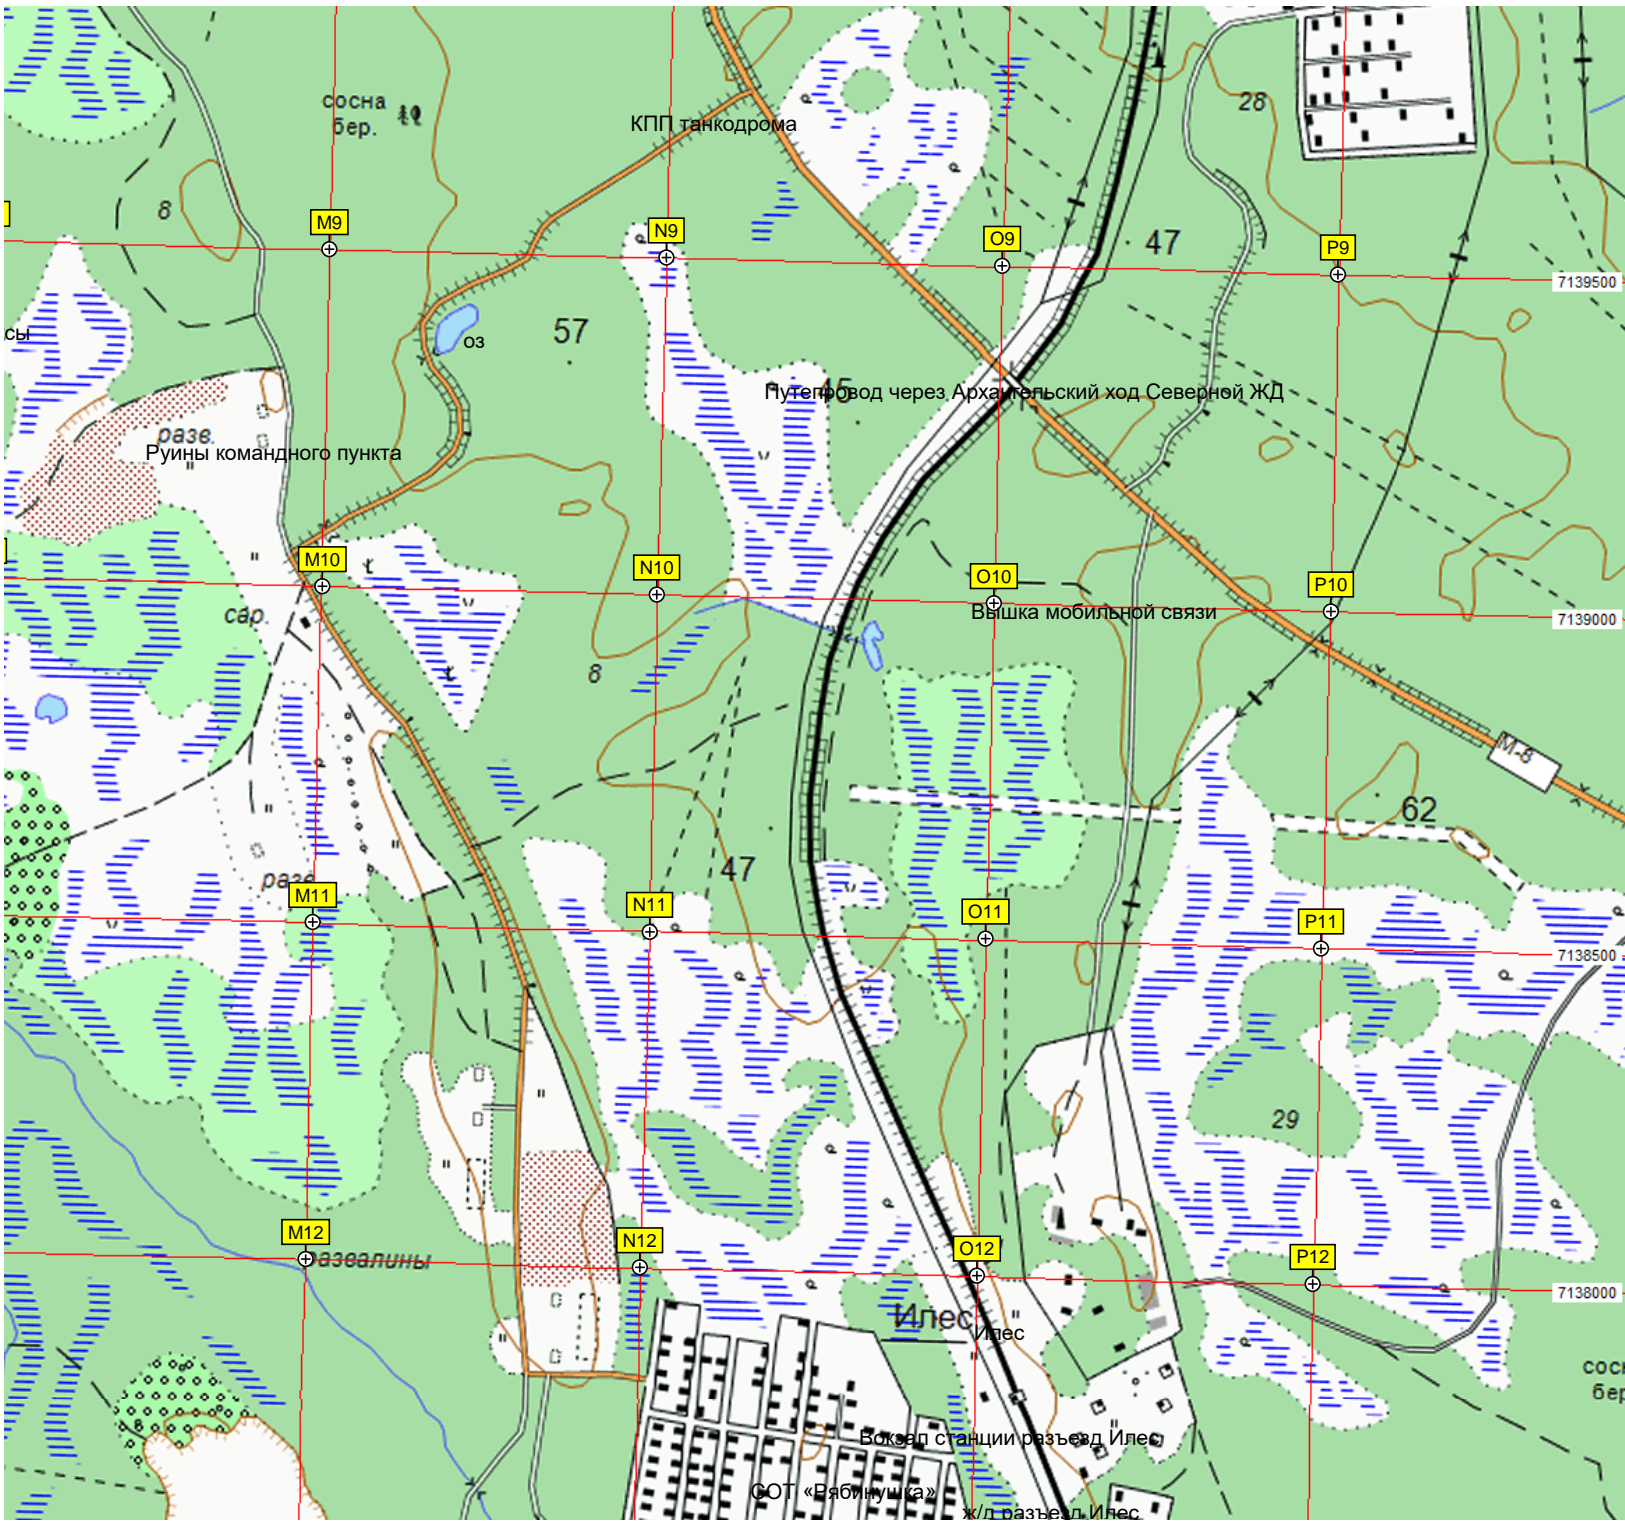 сосна
бер.
КПП танкодрома
28
8
M9
N9
O9
47
P9
7139500
сы
оз
57
45
Путепровод через Архангельский ход Северной ЖД
разв.
Руины командного пункта
M10
N10
O10
P10
Вышка мобильной связи
7139000
сар.
8
М-8
62
47
разв.
M11
N11
O11
P11
7138500
29
M12
развалины
N12
O12
P12
7138000
Илес
Илес
сосн
бер
Вокзал станции разъезд Илес
СОТ «Рябинушка»
ж/д разъезд Илес